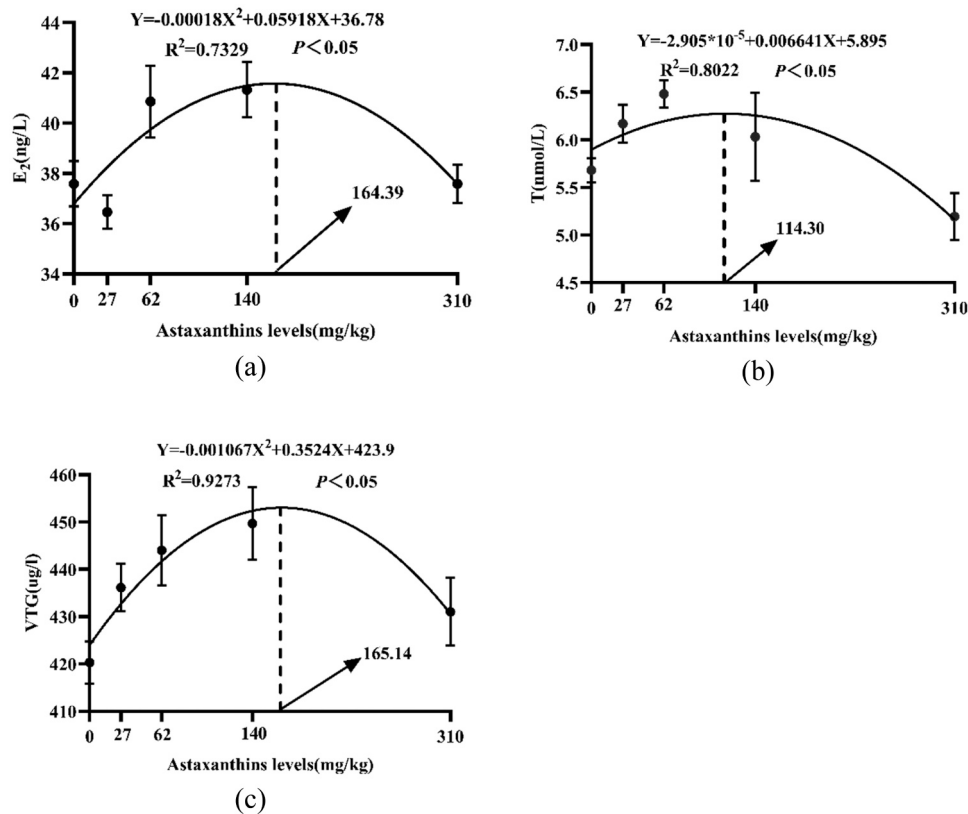 Y=-0.00018X²+0.05918X+36.78
R²=0.7329 P＜0.05
44
42
40
38
36
34
E₂(ng/L)
164.39
0 27 62 140 310
Astaxanthins levels(mg/kg)
(a)
Y=-2.905*10⁻⁵+0.006641X+5.895
R²=0.8022 P＜0.05
7.0
6.5
6.0
5.5
5.0
4.5
T(nmol/L)
114.30
0 27 62 140 310
Astaxanthins levels(mg/kg)
(b)
Y=-0.001067X²+0.3524X+423.9
R²=0.9273 P＜0.05
460
450
440
430
420
410
VTG(ug/l)
165.14
0 27 62 140 310
Astaxanthins levels(mg/kg)
(c)